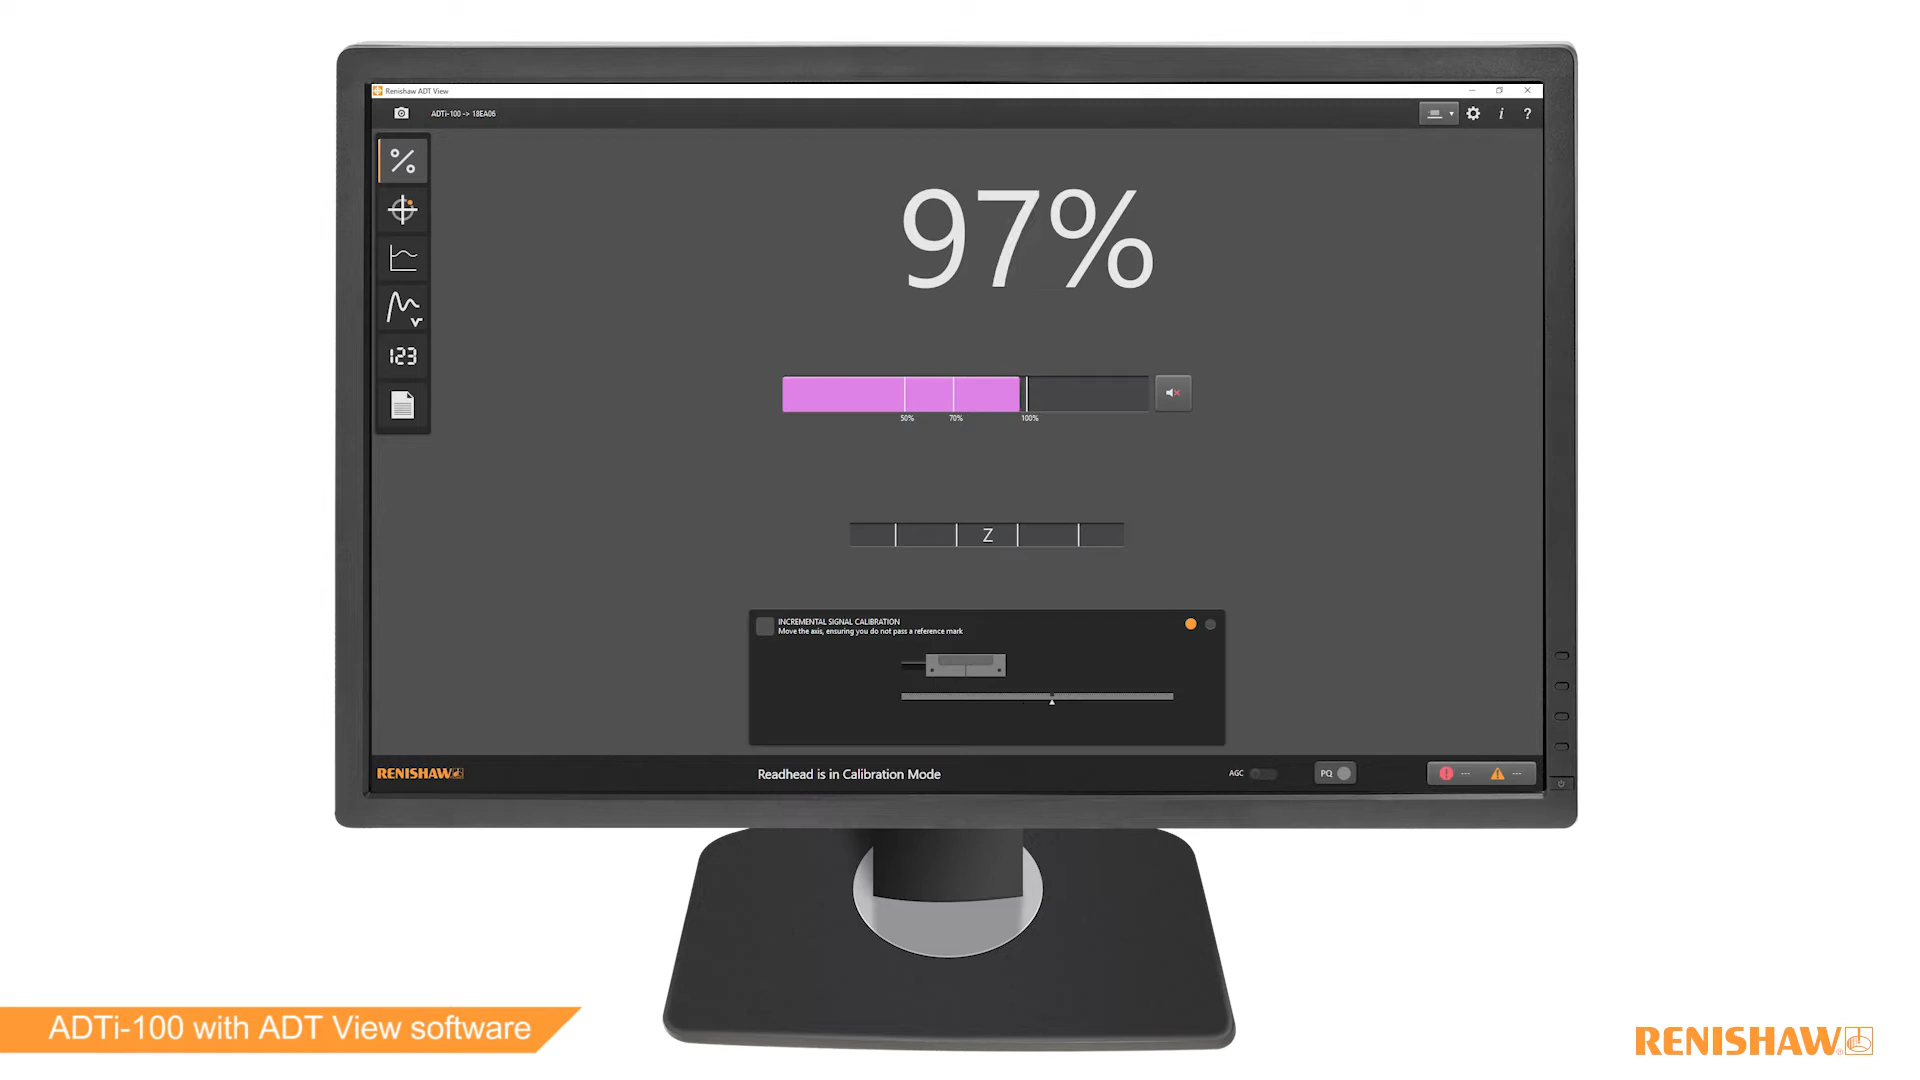 Renishaw ADT View
ADTi-100 -> 18EA06
i
?
%
123
97%
50%
70%
100%
Z
INCREMENTAL SIGNAL CALIBRATION
Move the axis, ensuring you do not pass a reference mark
RENISHAW
Readhead is in Calibration Mode
AGC
PQ
! ---
! ---
ADTi-100 with ADT View software
RENISHAW